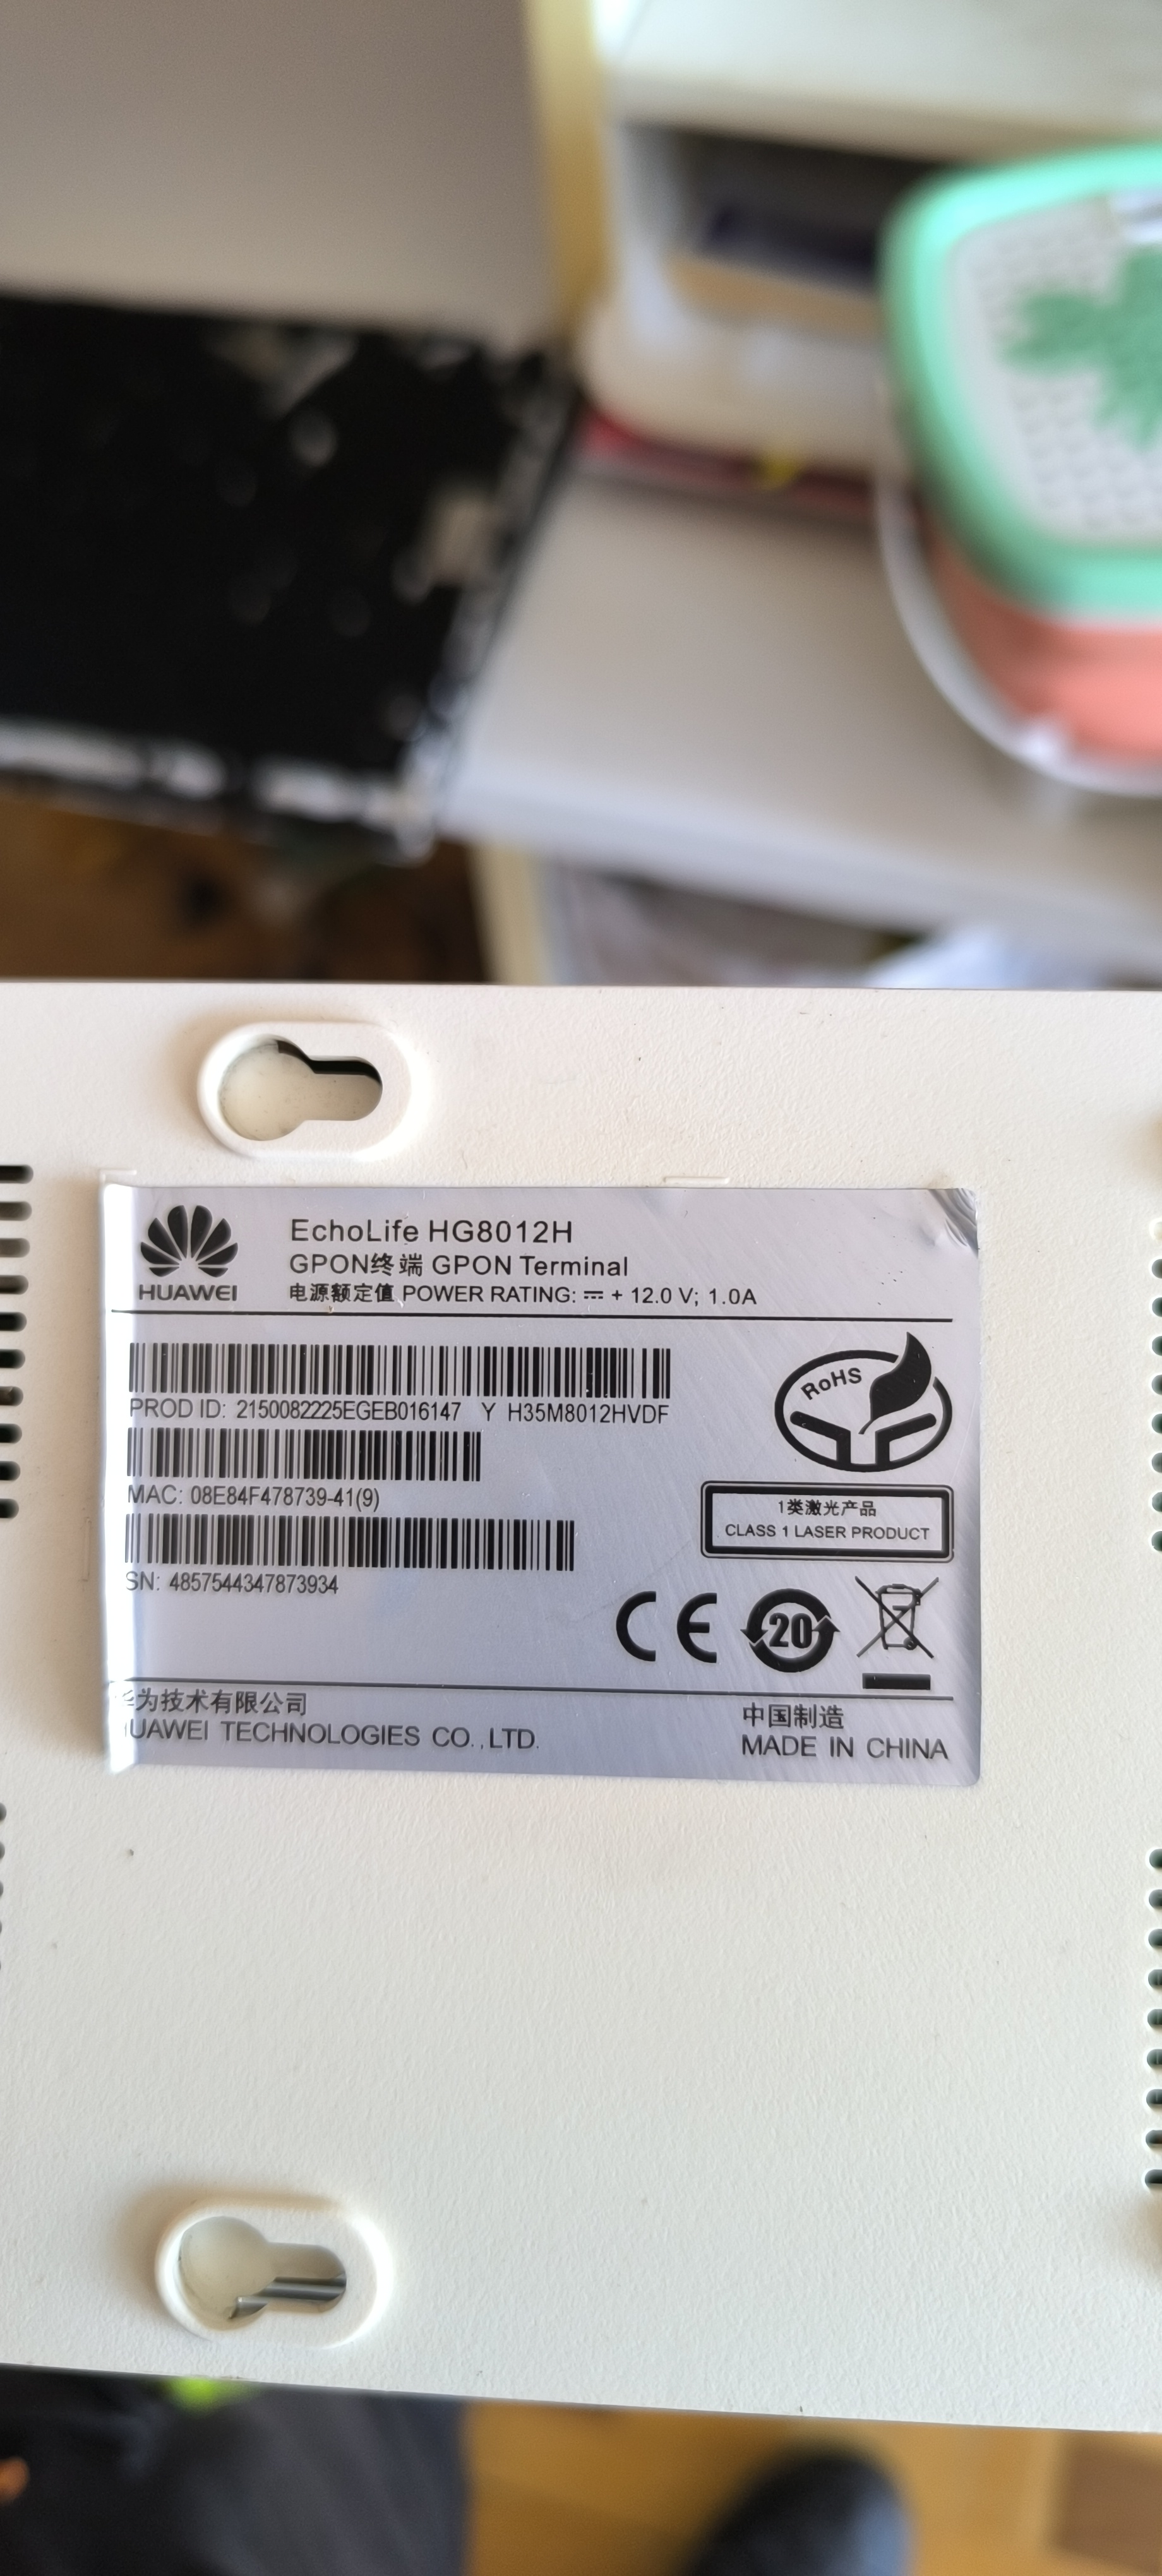 HUAWEI
EchoLife HG8012H
GPON终端 GPON Terminal
电源额定值 POWER RATING: ⎓ + 12.0 V; 1.0A
RoHS
PROD ID: 2150082225EGEB016147 Y H35M8012HVDF
MAC: 08E84F478739-41(9)
1类激光产品
CLASS 1 LASER PRODUCT
SN: 4857544347873934
CE
20
华为技术有限公司
HUAWEI TECHNOLOGIES CO.,LTD.
中国制造
MADE IN CHINA